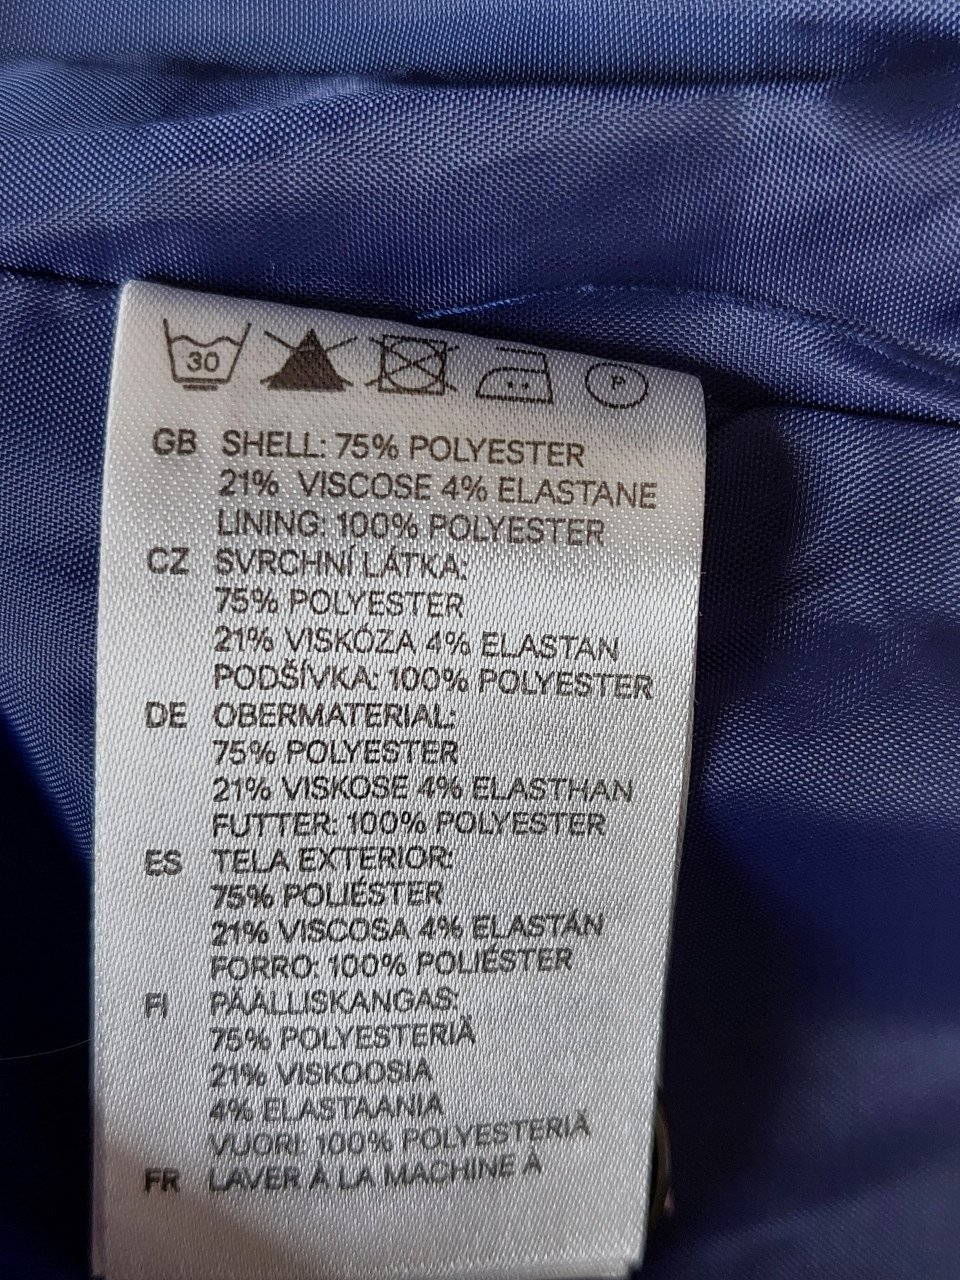 30 P
GB SHELL: 75% POLYESTER
21% VISCOSE 4% ELASTANE
LINING: 100% POLYESTER
CZ SVRCHNÍ LÁTKA:
75% POLYESTER
21% VISKÓZA 4% ELASTAN
PODŠÍVKA: 100% POLYESTER
DE OBERMATERIAL:
75% POLYESTER
21% VISKOSE 4% ELASTHAN
FUTTER: 100% POLYESTER
ES TELA EXTERIOR:
75% POLIÉSTER
21% VISCOSA 4% ELASTÁN
FORRO: 100% POLIÉSTER
FI PÄÄLLISKANGAS:
75% POLYESTERIÄ
21% VISKOOSIA
4% ELASTAANIA
VUORI: 100% POLYESTERIÄ
FR LAVER À LA MACHINE À